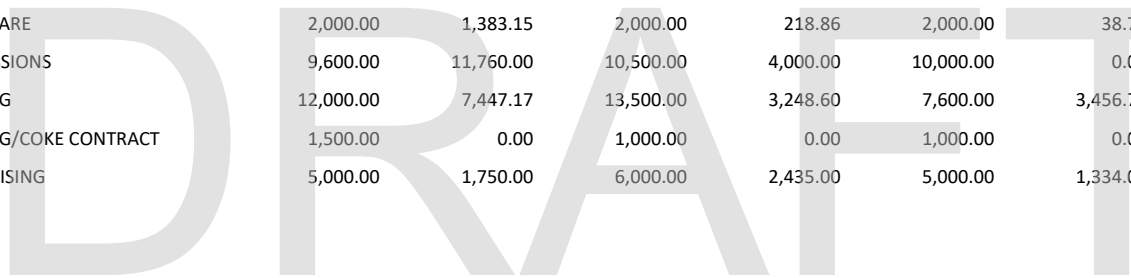 ARE 2,000.00 1,383.15 2,000.00 218.86 2,000.00 38.7
SIONS 9,600.00 11,760.00 10,500.00 4,000.00 10,000.00 0.0
G 12,000.00 7,447.17 13,500.00 3,248.60 7,600.00 3,456.7
G/COKE CONTRACT 1,500.00 0.00 1,000.00 0.00 1,000.00 0.0
ISING 5,000.00 1,750.00 6,000.00 2,435.00 5,000.00 1,334.0
DRAFT